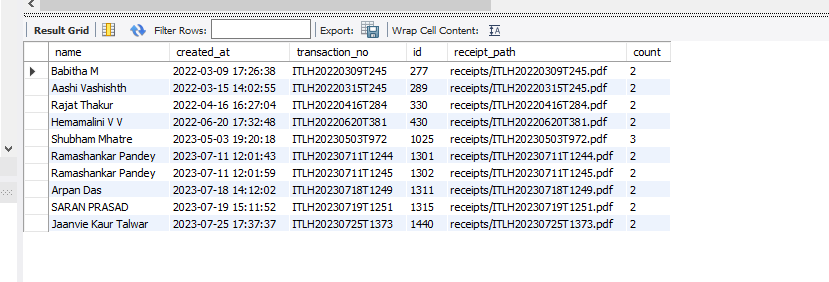 Result Grid Filter Rows: Export: Wrap Cell Content:
name created_at transaction_no id receipt_path count
Babitha M 2022-03-09 17:26:38 ITLH20220309T245 277 receipts/ITLH20220309T245.pdf 2
Aashi Vashishth 2022-03-15 14:02:55 ITLH20220315T245 289 receipts/ITLH20220315T245.pdf 2
Rajat Thakur 2022-04-16 16:27:04 ITLH20220416T284 330 receipts/ITLH20220416T284.pdf 2
Hemamalini V V 2022-06-20 17:32:48 ITLH20220620T381 430 receipts/ITLH20220620T381.pdf 2
Shubham Mhatre 2023-05-03 19:20:18 ITLH20230503T972 1025 receipts/ITLH20230503T972.pdf 3
Ramashankar Pandey 2023-07-11 12:01:43 ITLH20230711T1244 1301 receipts/ITLH20230711T1244.pdf 2
Ramashankar Pandey 2023-07-11 12:01:59 ITLH20230711T1245 1302 receipts/ITLH20230711T1245.pdf 2
Arpan Das 2023-07-18 14:12:02 ITLH20230718T1249 1311 receipts/ITLH20230718T1249.pdf 2
SARAN PRASAD 2023-07-19 15:11:52 ITLH20230719T1251 1315 receipts/ITLH20230719T1251.pdf 2
Jaanvie Kaur Talwar 2023-07-25 17:37:37 ITLH20230725T1373 1440 receipts/ITLH20230725T1373.pdf 2